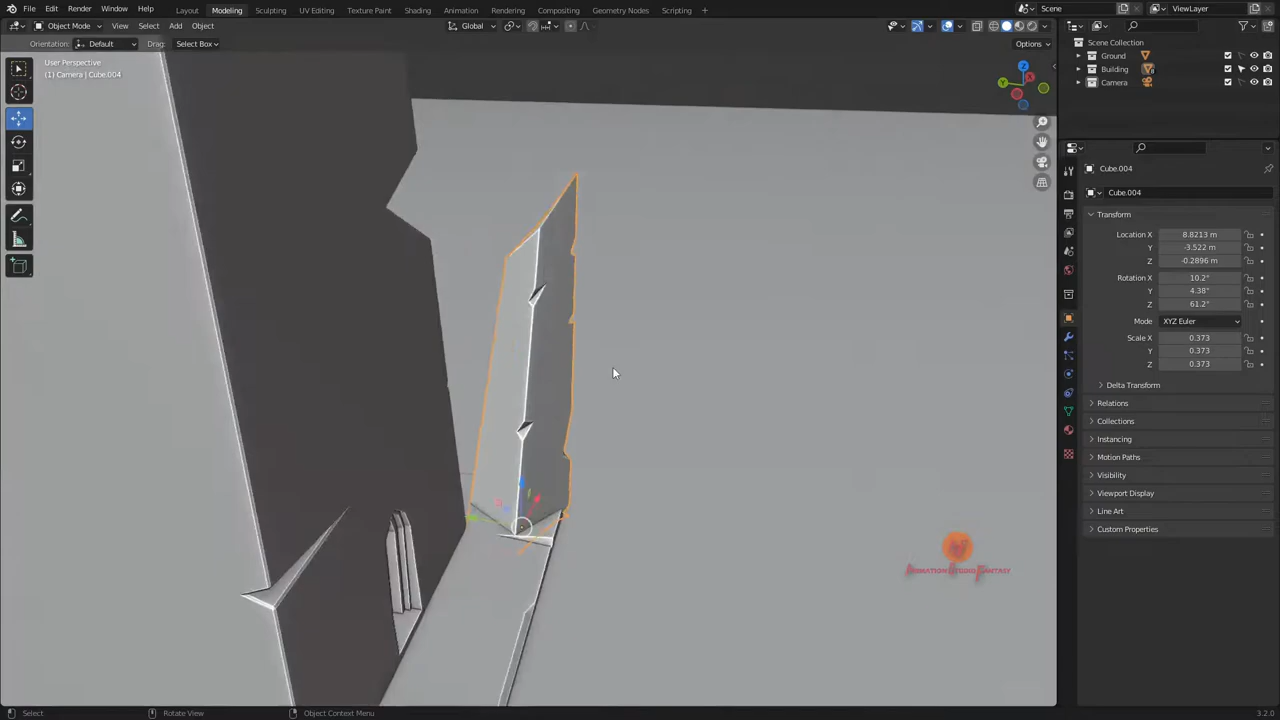 File Edit Render Window Help Layout Modeling Sculpting UV Editing Texture Paint Shading Animation Rendering Compositing Geometry Nodes Scripting + Scene ViewLayer
Object Mode View Select Add Object Global
Orientation: Default Drag: Select Box Options
User Perspective
(1) Camera | Cube.004
Scene Collection
Ground
Building
Camera
Cube.004
Cube.004
Transform
Location X 8.8213 m
Y -3.522 m
Z -0.2896 m
Rotation X 10.2°
Y 4.38°
Z 61.2°
Mode XYZ Euler
Scale X 0.373
Y 0.373
Z 0.373
Delta Transform
Relations
Collections
Instancing
Motion Paths
Visibility
Viewport Display
Line Art
Custom Properties
Animation Studio Fantasy
Select Rotate View Object Context Menu 3.2.0